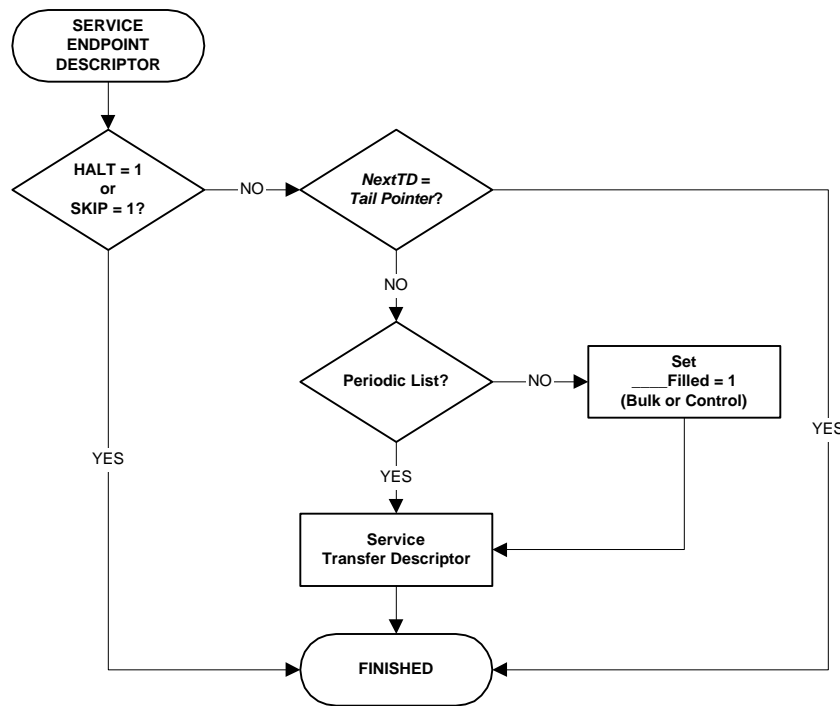 SERVICE
ENDPOINT
DESCRIPTOR
HALT = 1
or
SKIP = 1?
NO
NextTD =
Tail Pointer?
NO
Periodic List?
NO
Set
____Filled = 1
(Bulk or Control)
YES
YES
YES
Service
Transfer Descriptor
FINISHED